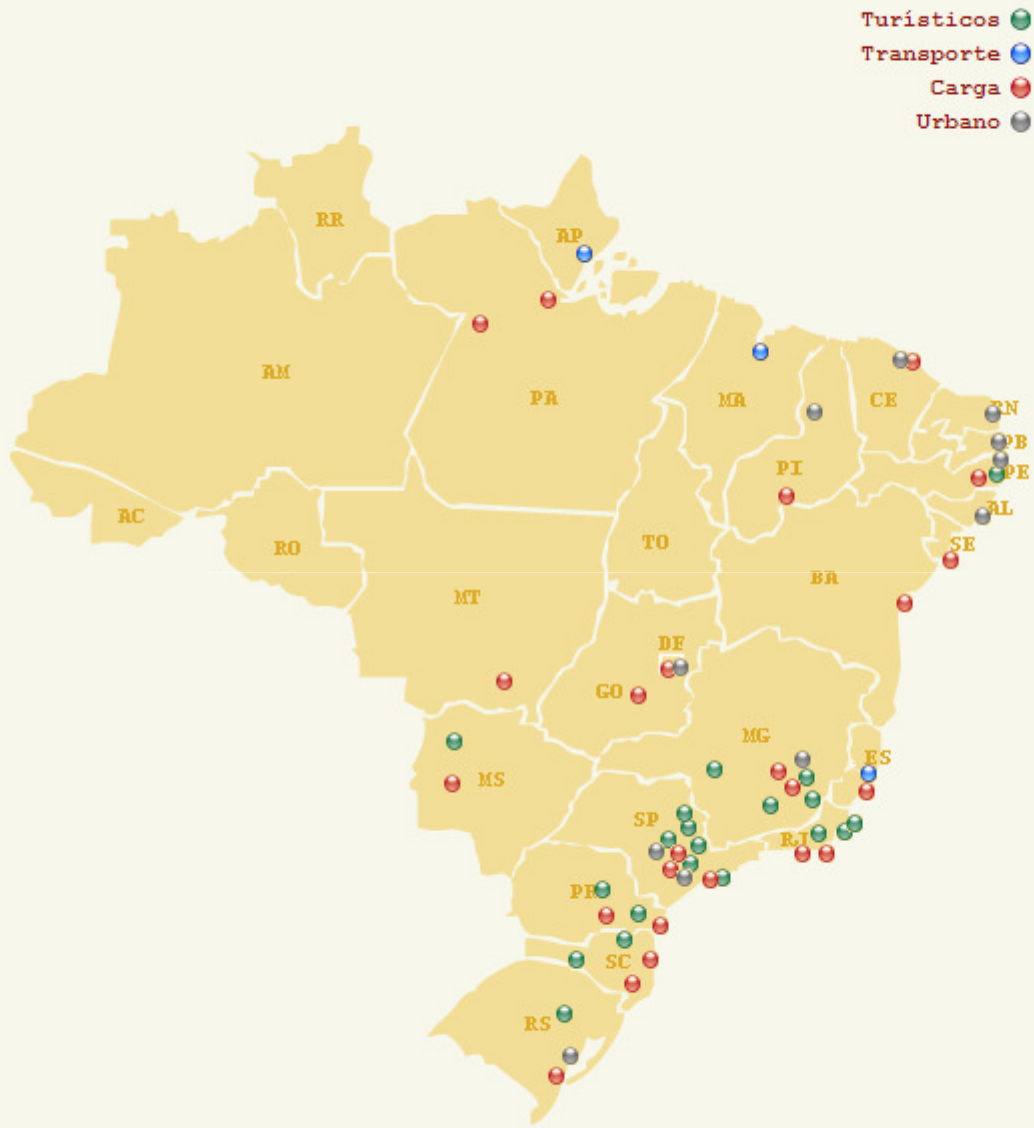 Turísticos
Transporte
Carga
Urbano
RR
AP
AM
PA
MA
CE
RN
PB
PI
PE
AL
AC
TO
SE
RO
BA
MT
DF
GO
MG
ES
MS
SP
RJ
PR
SC
RS